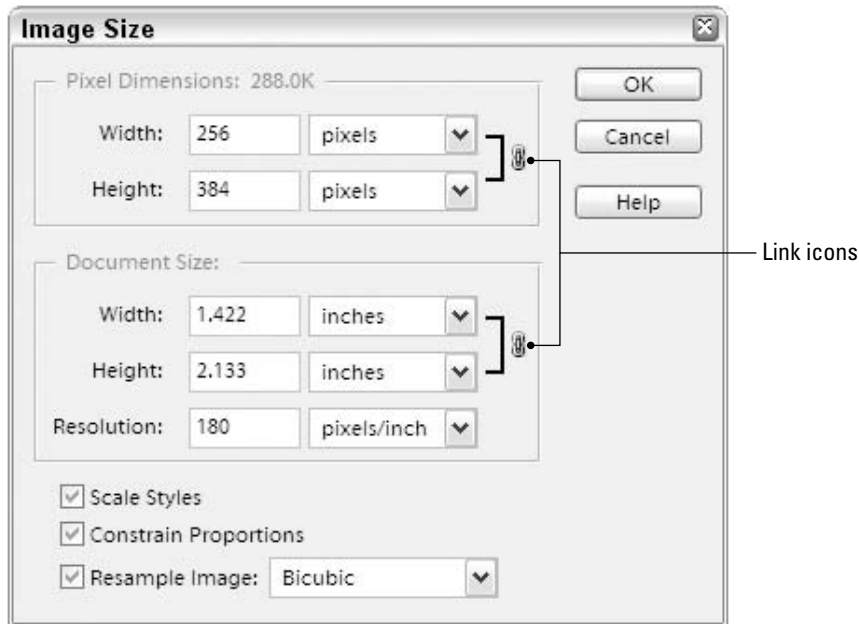 Image Size
Pixel Dimensions: 288.0K
OK
Width: 256 pixels
Cancel
Height: 384 pixels
Help
Link icons
Document Size:
Width: 1.422 inches
Height: 2.133 inches
Resolution: 180 pixels/inch
Scale Styles
Constrain Proportions
Resample Image: Bicubic